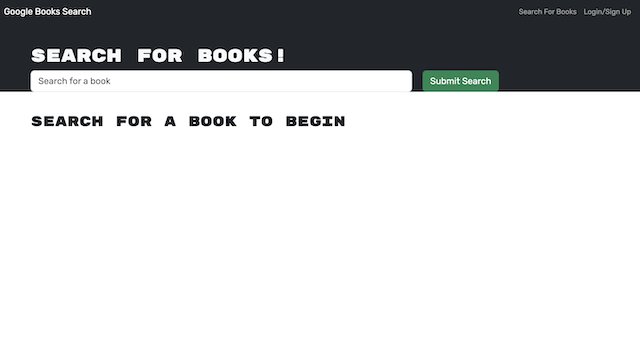 Google Books Search
Search For Books
Login/Sign Up
SEARCH FOR BOOKS!
Search for a book
Submit Search
SEARCH FOR A BOOK TO BEGIN